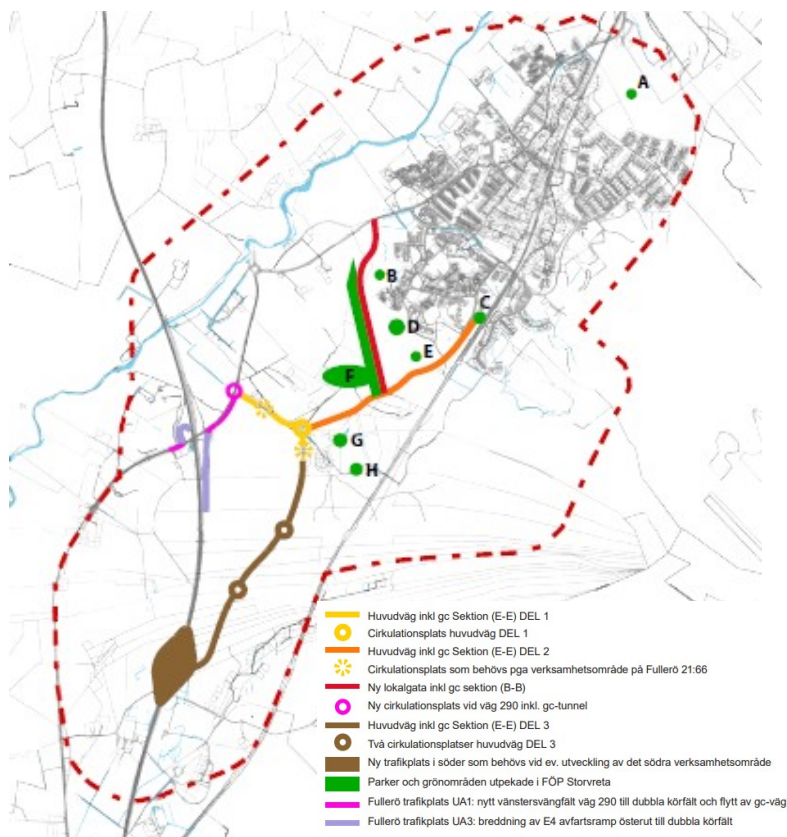 A
B
C
D
E
F
G
H
Huvudväg inkl gc Sektion (E-E) DEL 1
Cirkulationsplats huvudväg DEL 1
Huvudväg inkl gc Sektion (E-E) DEL 2
Cirkulationsplats som behövs pga verksamhetsområde på Fullerö 21:66
Ny lokalgata inkl gc sektion (B-B)
Ny cirkulationsplats vid väg 290 inkl. gc-tunnel
Huvudväg inkl gc Sektion (E-E) DEL 3
Två cirkulationsplatser huvudväg DEL 3
Ny trafikplats i söder som behövs vid ev. utveckling av det södra verksamhetsområde
Parker och grönområden utpekade i FÖP Storvreta
Fullerö trafikplats UA1: nytt vänstersvängfält väg 290 till dubbla körfält och flytt av gc-väg
Fullerö trafikplats UA3: breddning av E4 avfartsramp österut till dubbla körfält